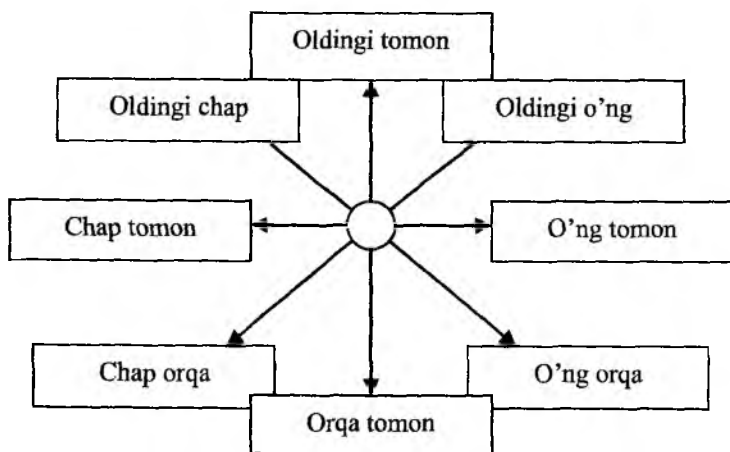 Oldingi tomon
Oldingi chap
Oldingi o'ng
Chap tomon
O'ng tomon
Chap orqa
O'ng orqa
Orqa tomon